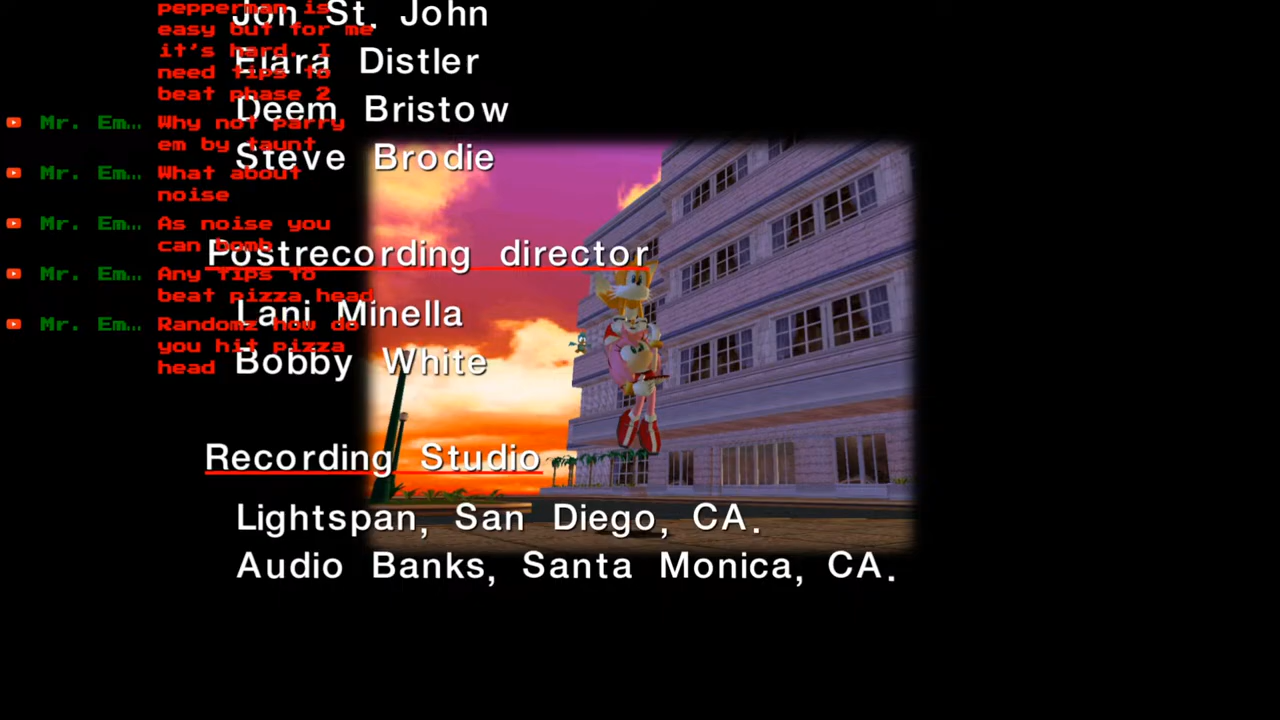 pepperman is
easy but for me
it's hard. I
need tips to
beat phase 2
Mr. Em… Why not parry
em by taunt
Mr. Em… What about
noise
Mr. Em… As noise you
can bomb
Mr. Em… Any tips to
beat pizza head
Mr. Em… Randomz how do
you hit pizza
head
Jon St. John
Elara Distler
Deem Bristow
Steve Brodie
Postrecording director
Lani Minella
Bobby White
Recording Studio
Lightspan, San Diego, CA.
Audio Banks, Santa Monica, CA.